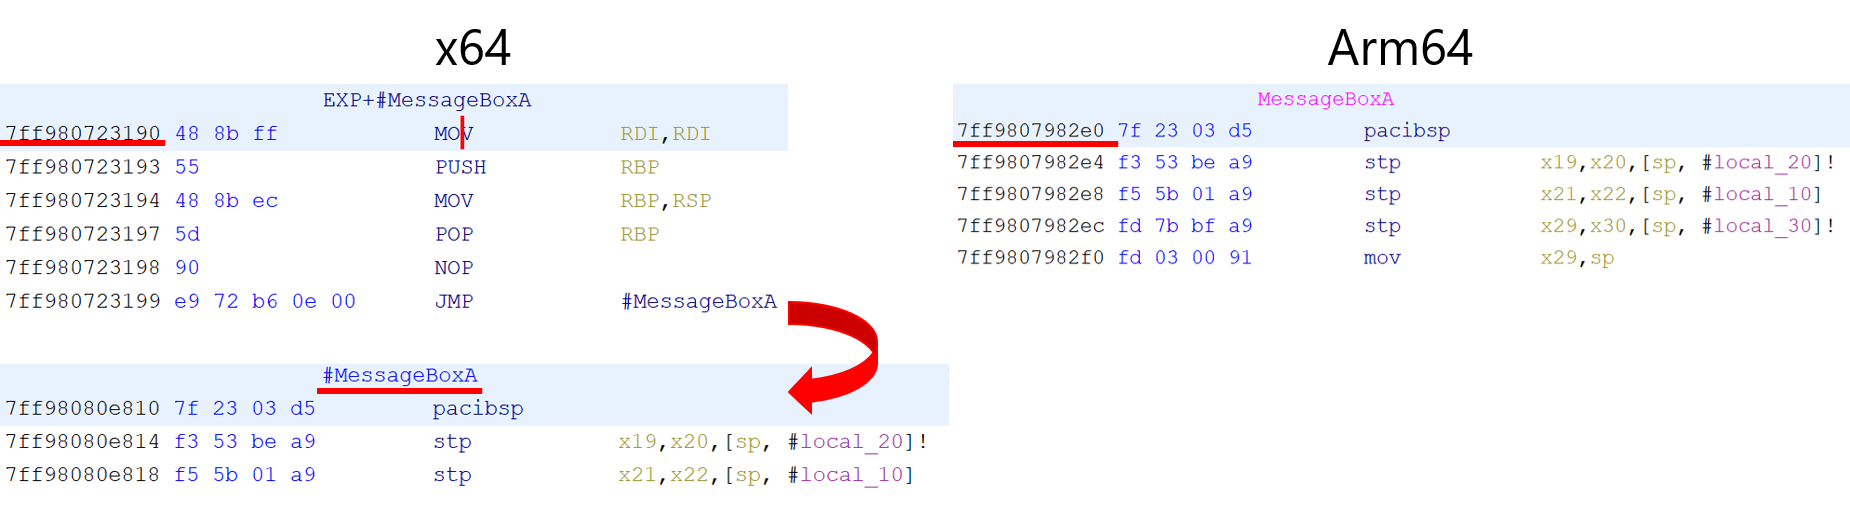 x64
EXP+#MessageBoxA
7ff980723190 48 8b ff MOV RDI,RDI
7ff980723193 55 PUSH RBP
7ff980723194 48 8b ec MOV RBP,RSP
7ff980723197 5d POP RBP
7ff980723198 90 NOP
7ff980723199 e9 72 b6 0e 00 JMP #MessageBoxA
#MessageBoxA
7ff98080e810 7f 23 03 d5 pacibsp
7ff98080e814 f3 53 be a9 stp x19,x20,[sp, #local_20]!
7ff98080e818 f5 5b 01 a9 stp x21,x22,[sp, #local_10]
Arm64
MessageBoxA
7ff9807982e0 7f 23 03 d5 pacibsp
7ff9807982e4 f3 53 be a9 stp x19,x20,[sp, #local_20]!
7ff9807982e8 f5 5b 01 a9 stp x21,x22,[sp, #local_10]
7ff9807982ec fd 7b bf a9 stp x29,x30,[sp, #local_30]!
7ff9807982f0 fd 03 00 91 mov x29,sp